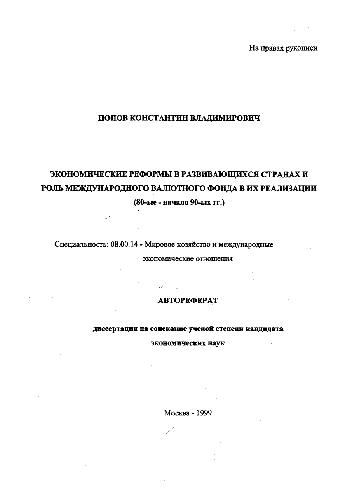 На правах рукописи
ПОПОВ КОНСТАНТИН ВЛАДИМИРОВИЧ
ЭКОНОМИЧЕСКИЕ РЕФОРМЫ В РАЗВИВАЮЩИХСЯ СТРАНАХ И
РОЛЬ МЕЖДУНАРОДНОГО ВАЛЮТНОГО ФОНДА В ИХ РЕАЛИЗАЦИИ
(80-ые - начало 90-ых гг.)
Специальность: 08.00.14 - Мировое хозяйство и международные
экономические отношения
АВТОРЕФЕРАТ
диссертации на соискание ученой степени кандидата
экономических наук
Москва - 1999